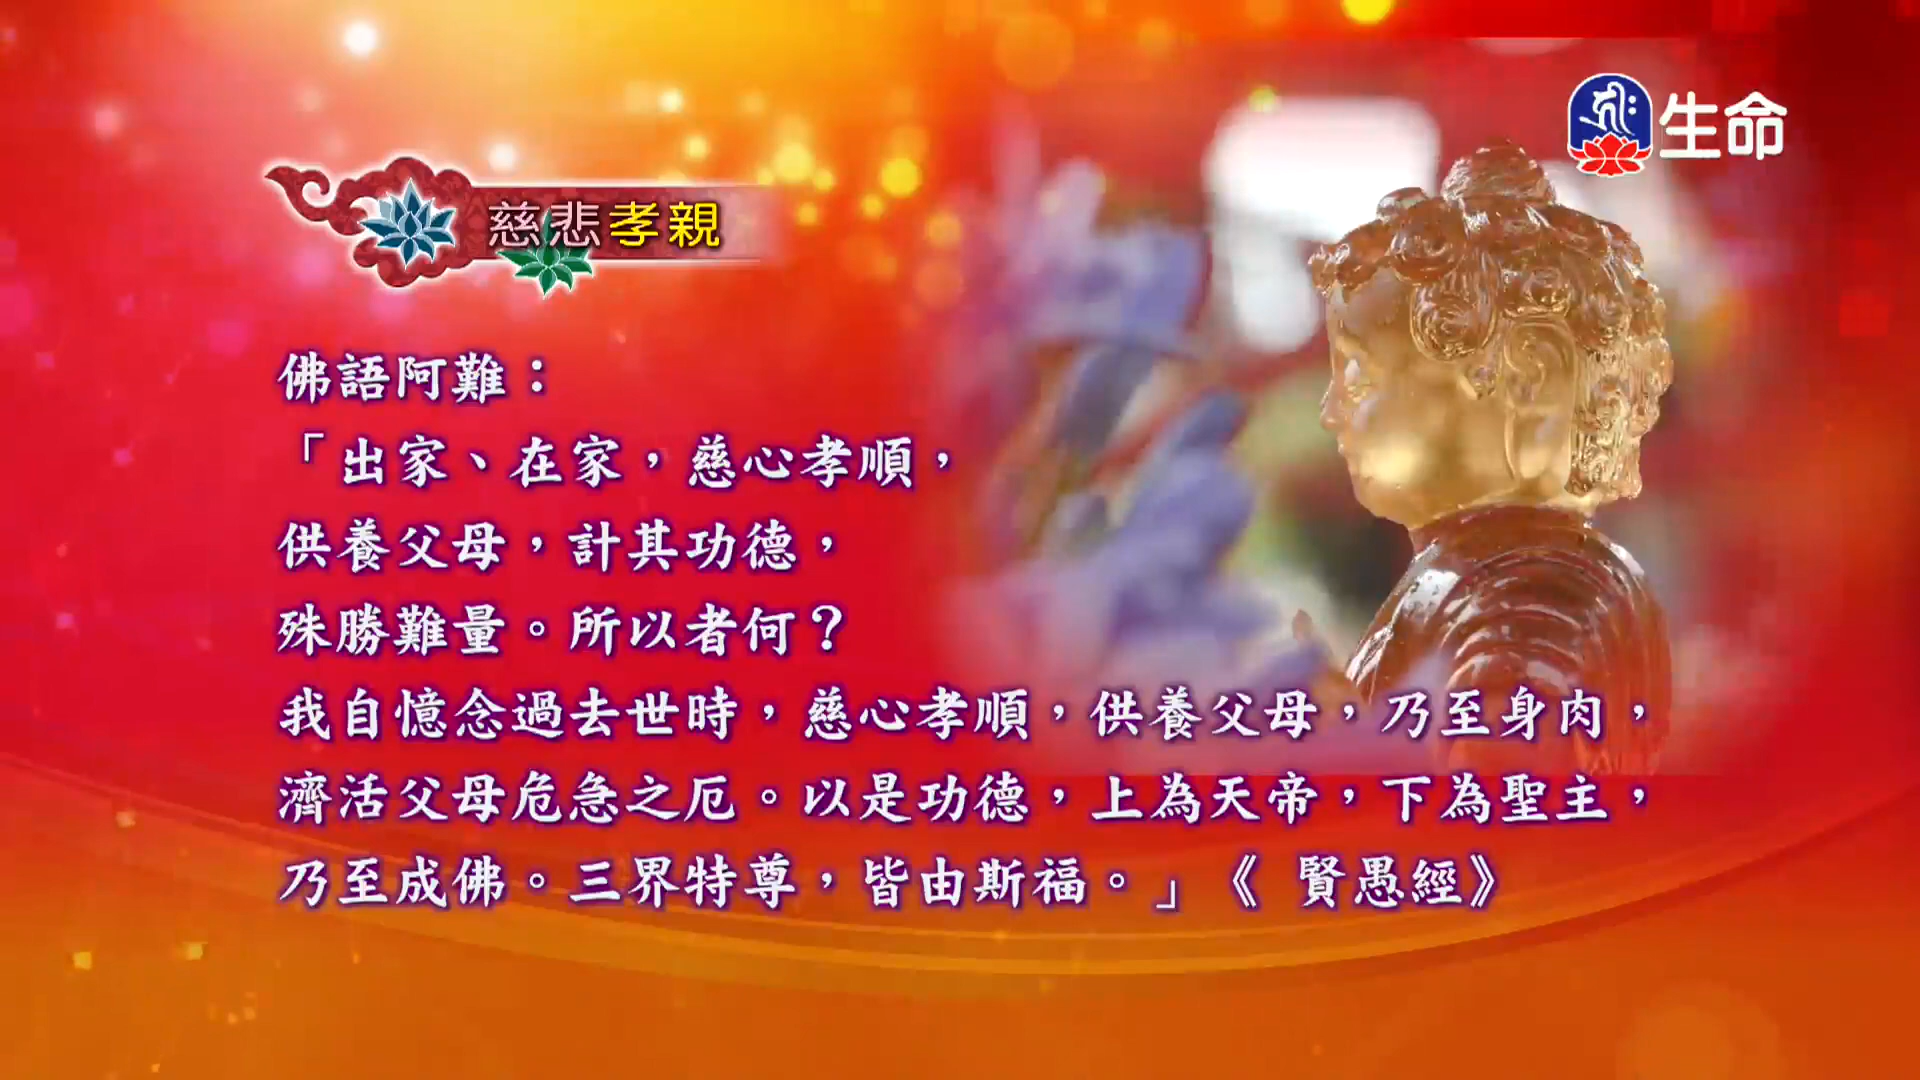 生命
慈悲孝親
佛語阿難：
「出家、在家，慈心孝順，
供養父母，計其功德，
殊勝難量。所以者何？
我自憶念過去世時，慈心孝順，供養父母，乃至身肉，
濟活父母危急之厄。以是功德，上為天帝，下為聖主，
乃至成佛。三界特尊，皆由斯福。」《 賢愚經》